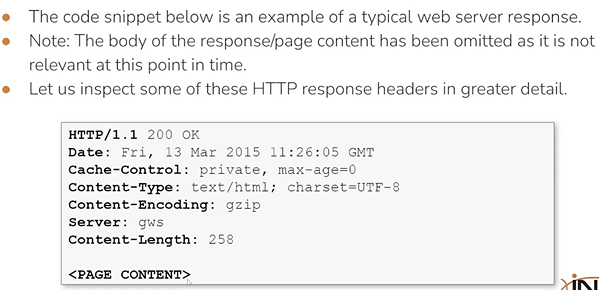 The code snippet below is an example of a typical web server response.
Note: The body of the response/page content has been omitted as it is not
relevant at this point in time.
Let us inspect some of these HTTP response headers in greater detail.
HTTP/1.1 200 OK
Date: Fri, 13 Mar 2015 11:26:05 GMT
Cache-Control: private, max-age=0
Content-Type: text/html; charset=UTF-8
Content-Encoding: gzip
Server: gws
Content-Length: 258
<PAGE CONTENT>